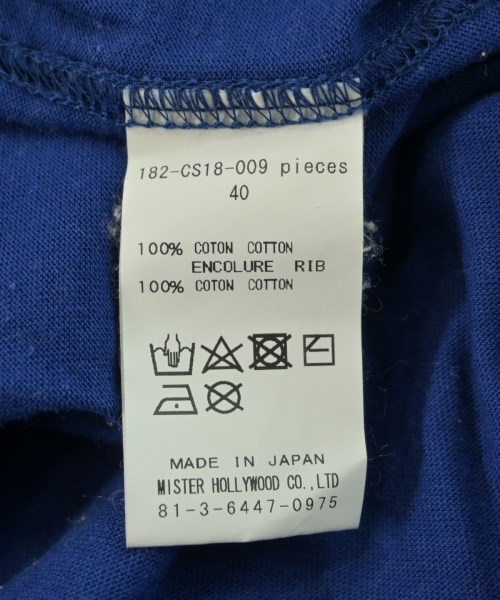 182-CS18-009 pieces
40
100% COTON COTTON
ENCOLURE RIB
100% COTON COTTON
MADE IN JAPAN
MISTER HOLLYWOOD CO.,LTD
81-3-6447-0975